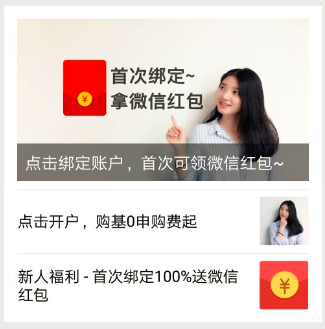 首次绑定~
¥
拿微信红包
点击绑定账户，首次可领微信红包~
点击开户，购基0申购费起
新人福利 - 首次绑定100%送微信
红包
¥